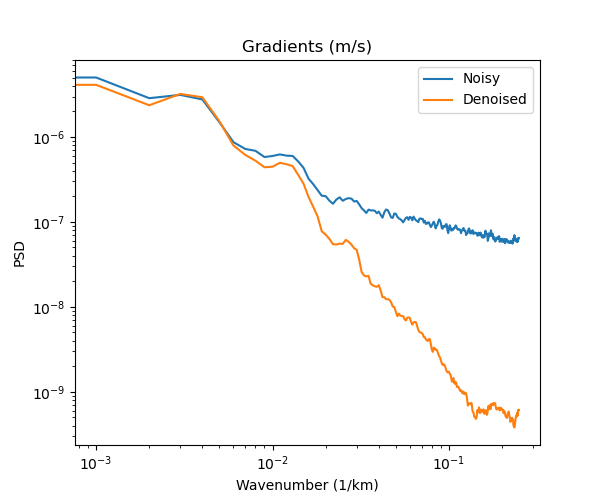 Gradients (m/s)
Noisy
Denoised
10⁻⁶
10⁻⁷
10⁻⁸
10⁻⁹
PSD
10⁻³
10⁻²
10⁻¹
Wavenumber (1/km)